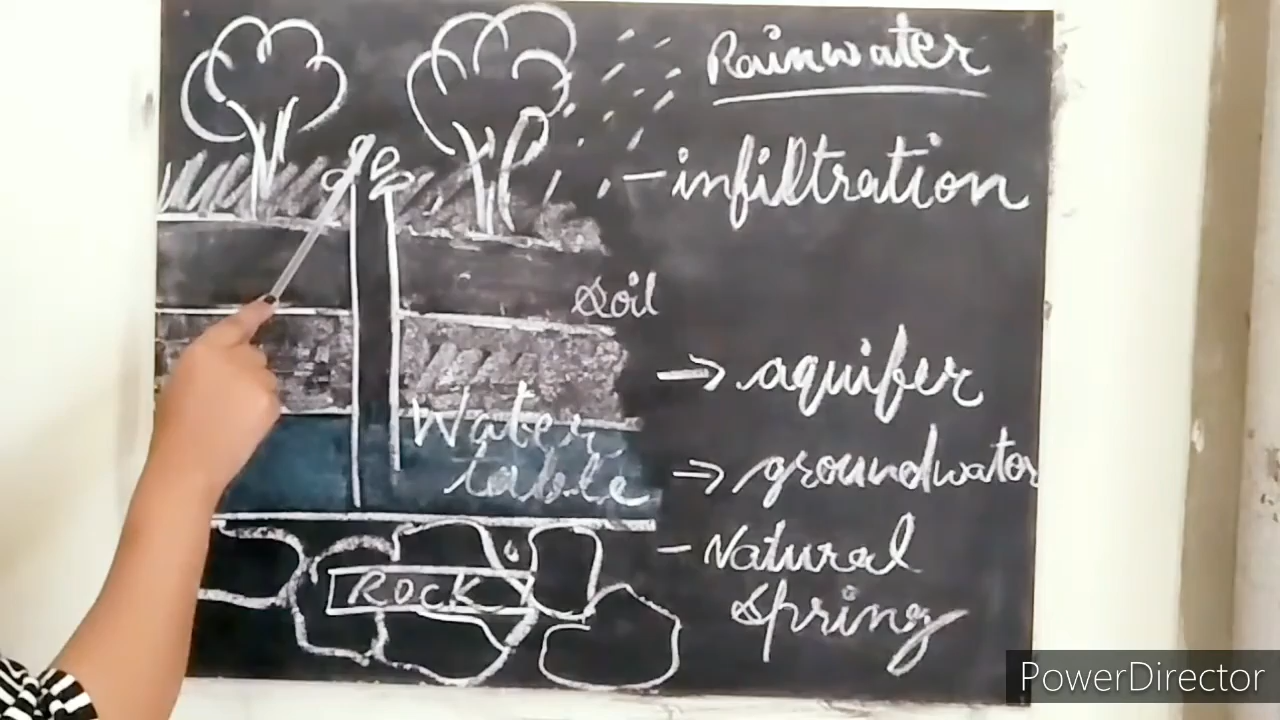 Rainwater
- infiltration
Soil
→ aquifer
Water
table
→ groundwater
- Natural
Spring
ROCK
PowerDirector